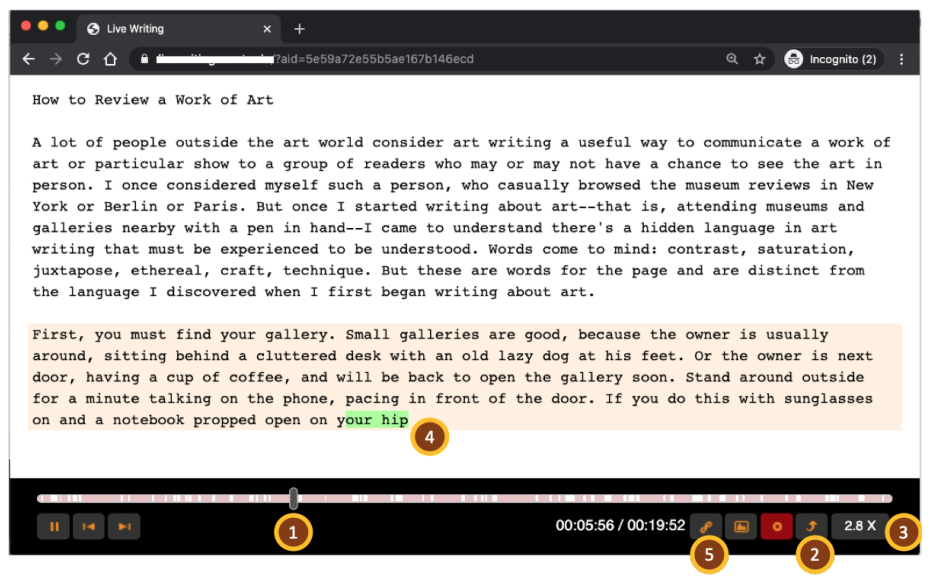 Live Writing
?aid=5e59a72e55b5ae167b146ecd
Incognito (2)
How to Review a Work of Art
A lot of people outside the art world consider art writing a useful way to communicate a work of
art or particular show to a group of readers who may or may not have a chance to see the art in
person. I once considered myself such a person, who casually browsed the museum reviews in New
York or Berlin or Paris. But once I started writing about art--that is, attending museums and
galleries nearby with a pen in hand--I came to understand there's a hidden language in art
writing that must be experienced to be understood. Words come to mind: contrast, saturation,
juxtapose, ethereal, craft, technique. But these are words for the page and are distinct from
the language I discovered when I first began writing about art.
First, you must find your gallery. Small galleries are good, because the owner is usually
around, sitting behind a cluttered desk with an old lazy dog at his feet. Or the owner is next
door, having a cup of coffee, and will be back to open the gallery soon. Stand around outside
for a minute talking on the phone, pacing in front of the door. If you do this with sunglasses
on and a notebook propped open on your hip
4
00:05:56 / 00:19:52
2.8 X
1
5
2
3